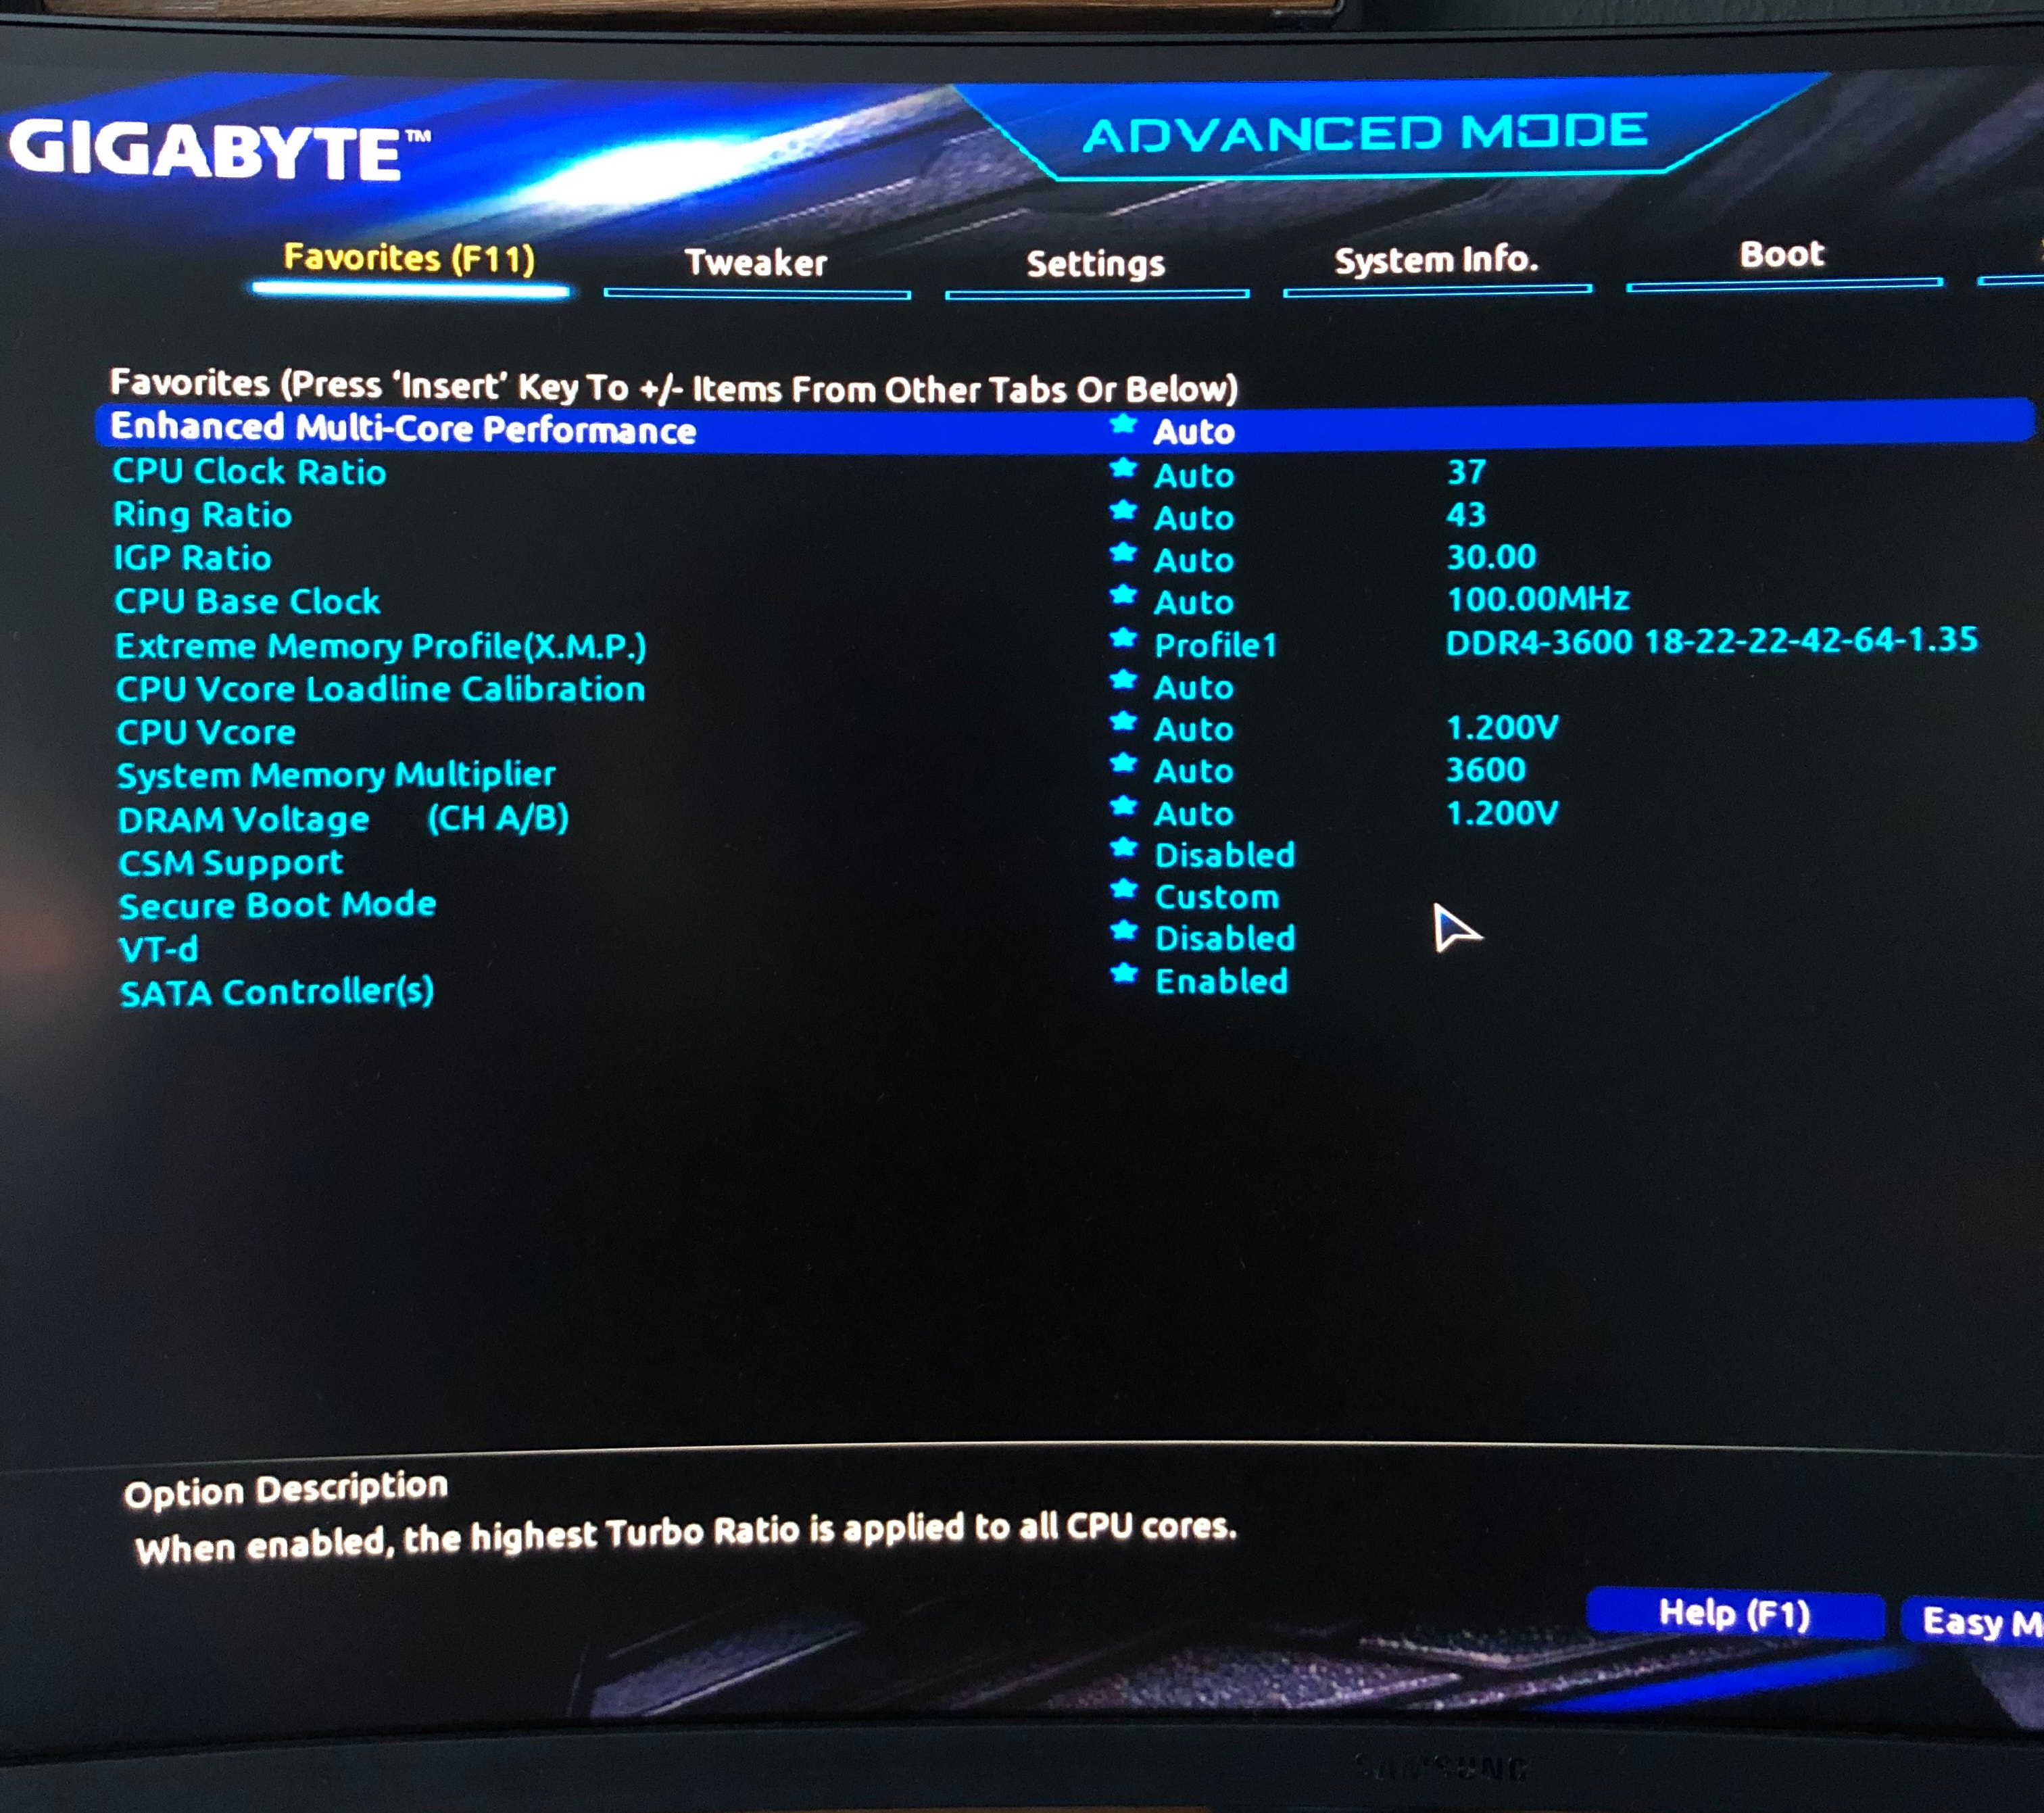 GIGABYTE™
ADVANCED MODE
Favorites (F11) Tweaker Settings System Info. Boot
Favorites (Press 'Insert' Key To +/- Items From Other Tabs Or Below)
Enhanced Multi-Core Performance ★ Auto
CPU Clock Ratio ★ Auto 37
Ring Ratio ★ Auto 43
IGP Ratio ★ Auto 30.00
CPU Base Clock ★ Auto 100.00MHz
Extreme Memory Profile(X.M.P.) ★ Profile1 DDR4-3600 18-22-22-42-64-1.35
CPU Vcore Loadline Calibration ★ Auto
CPU Vcore ★ Auto 1.200V
System Memory Multiplier ★ Auto 3600
DRAM Voltage (CH A/B) ★ Auto 1.200V
CSM Support ★ Disabled
Secure Boot Mode ★ Custom
VT-d ★ Disabled
SATA Controller(s) ★ Enabled
Option Description
When enabled, the highest Turbo Ratio is applied to all CPU cores.
Help (F1) Easy M
SAMSUNG